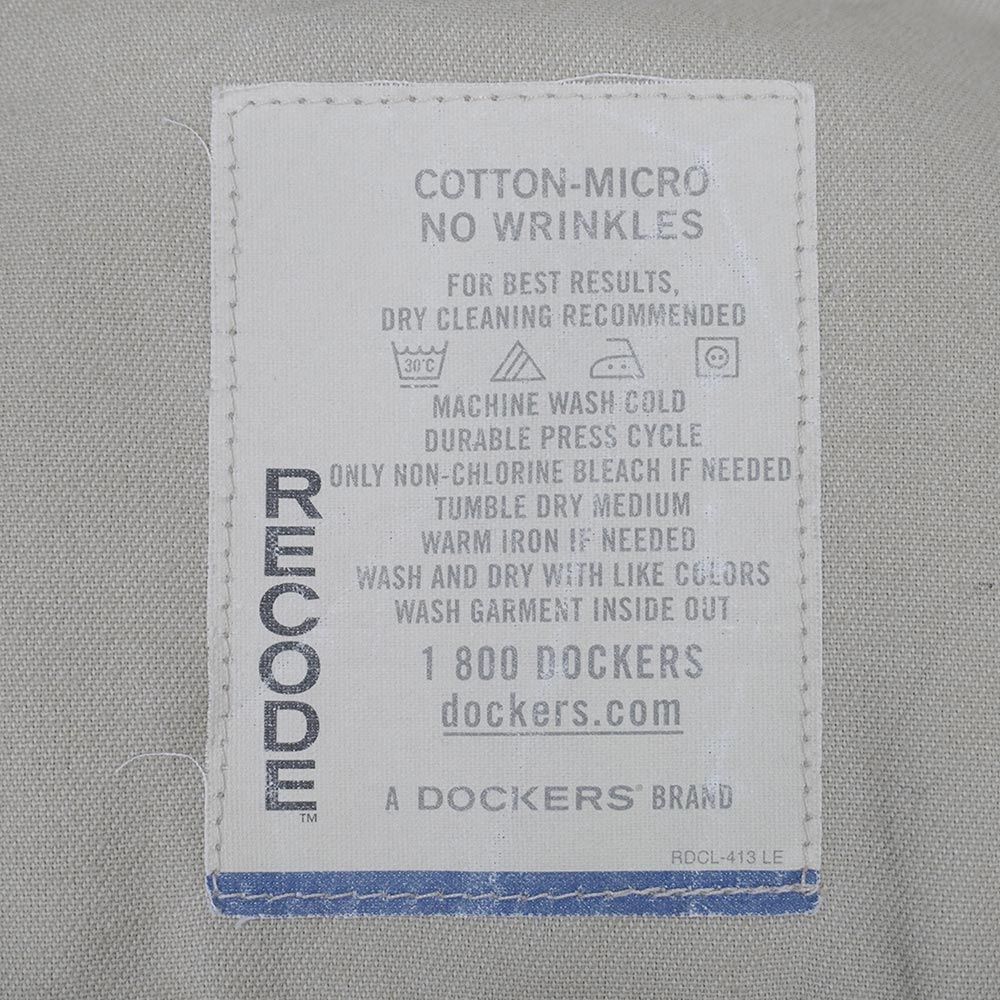 COTTON-MICRO
NO WRINKLES
FOR BEST RESULTS,
DRY CLEANING RECOMMENDED
30°C
MACHINE WASH COLD
DURABLE PRESS CYCLE
ONLY NON-CHLORINE BLEACH IF NEEDED
TUMBLE DRY MEDIUM
WARM IRON IF NEEDED
WASH AND DRY WITH LIKE COLORS
WASH GARMENT INSIDE OUT
1 800 DOCKERS
dockers.com
RECODE™
A DOCKERS® BRAND
RDCL-413 LE